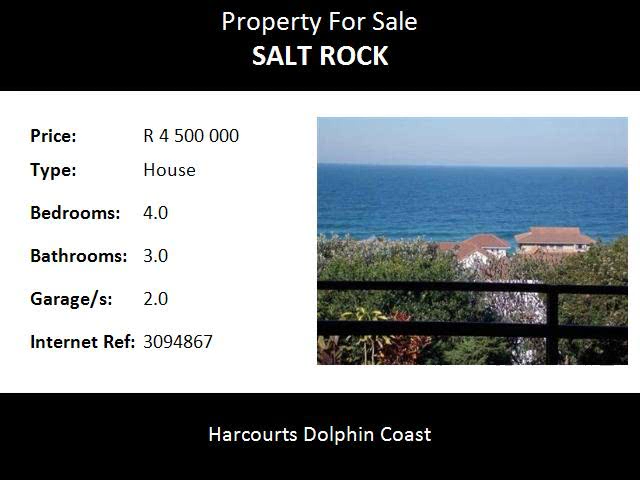 Property For Sale
SALT ROCK
Price: R 4 500 000
Type: House
Bedrooms: 4.0
Bathrooms: 3.0
Garage/s: 2.0
Internet Ref: 3094867
Harcourts Dolphin Coast